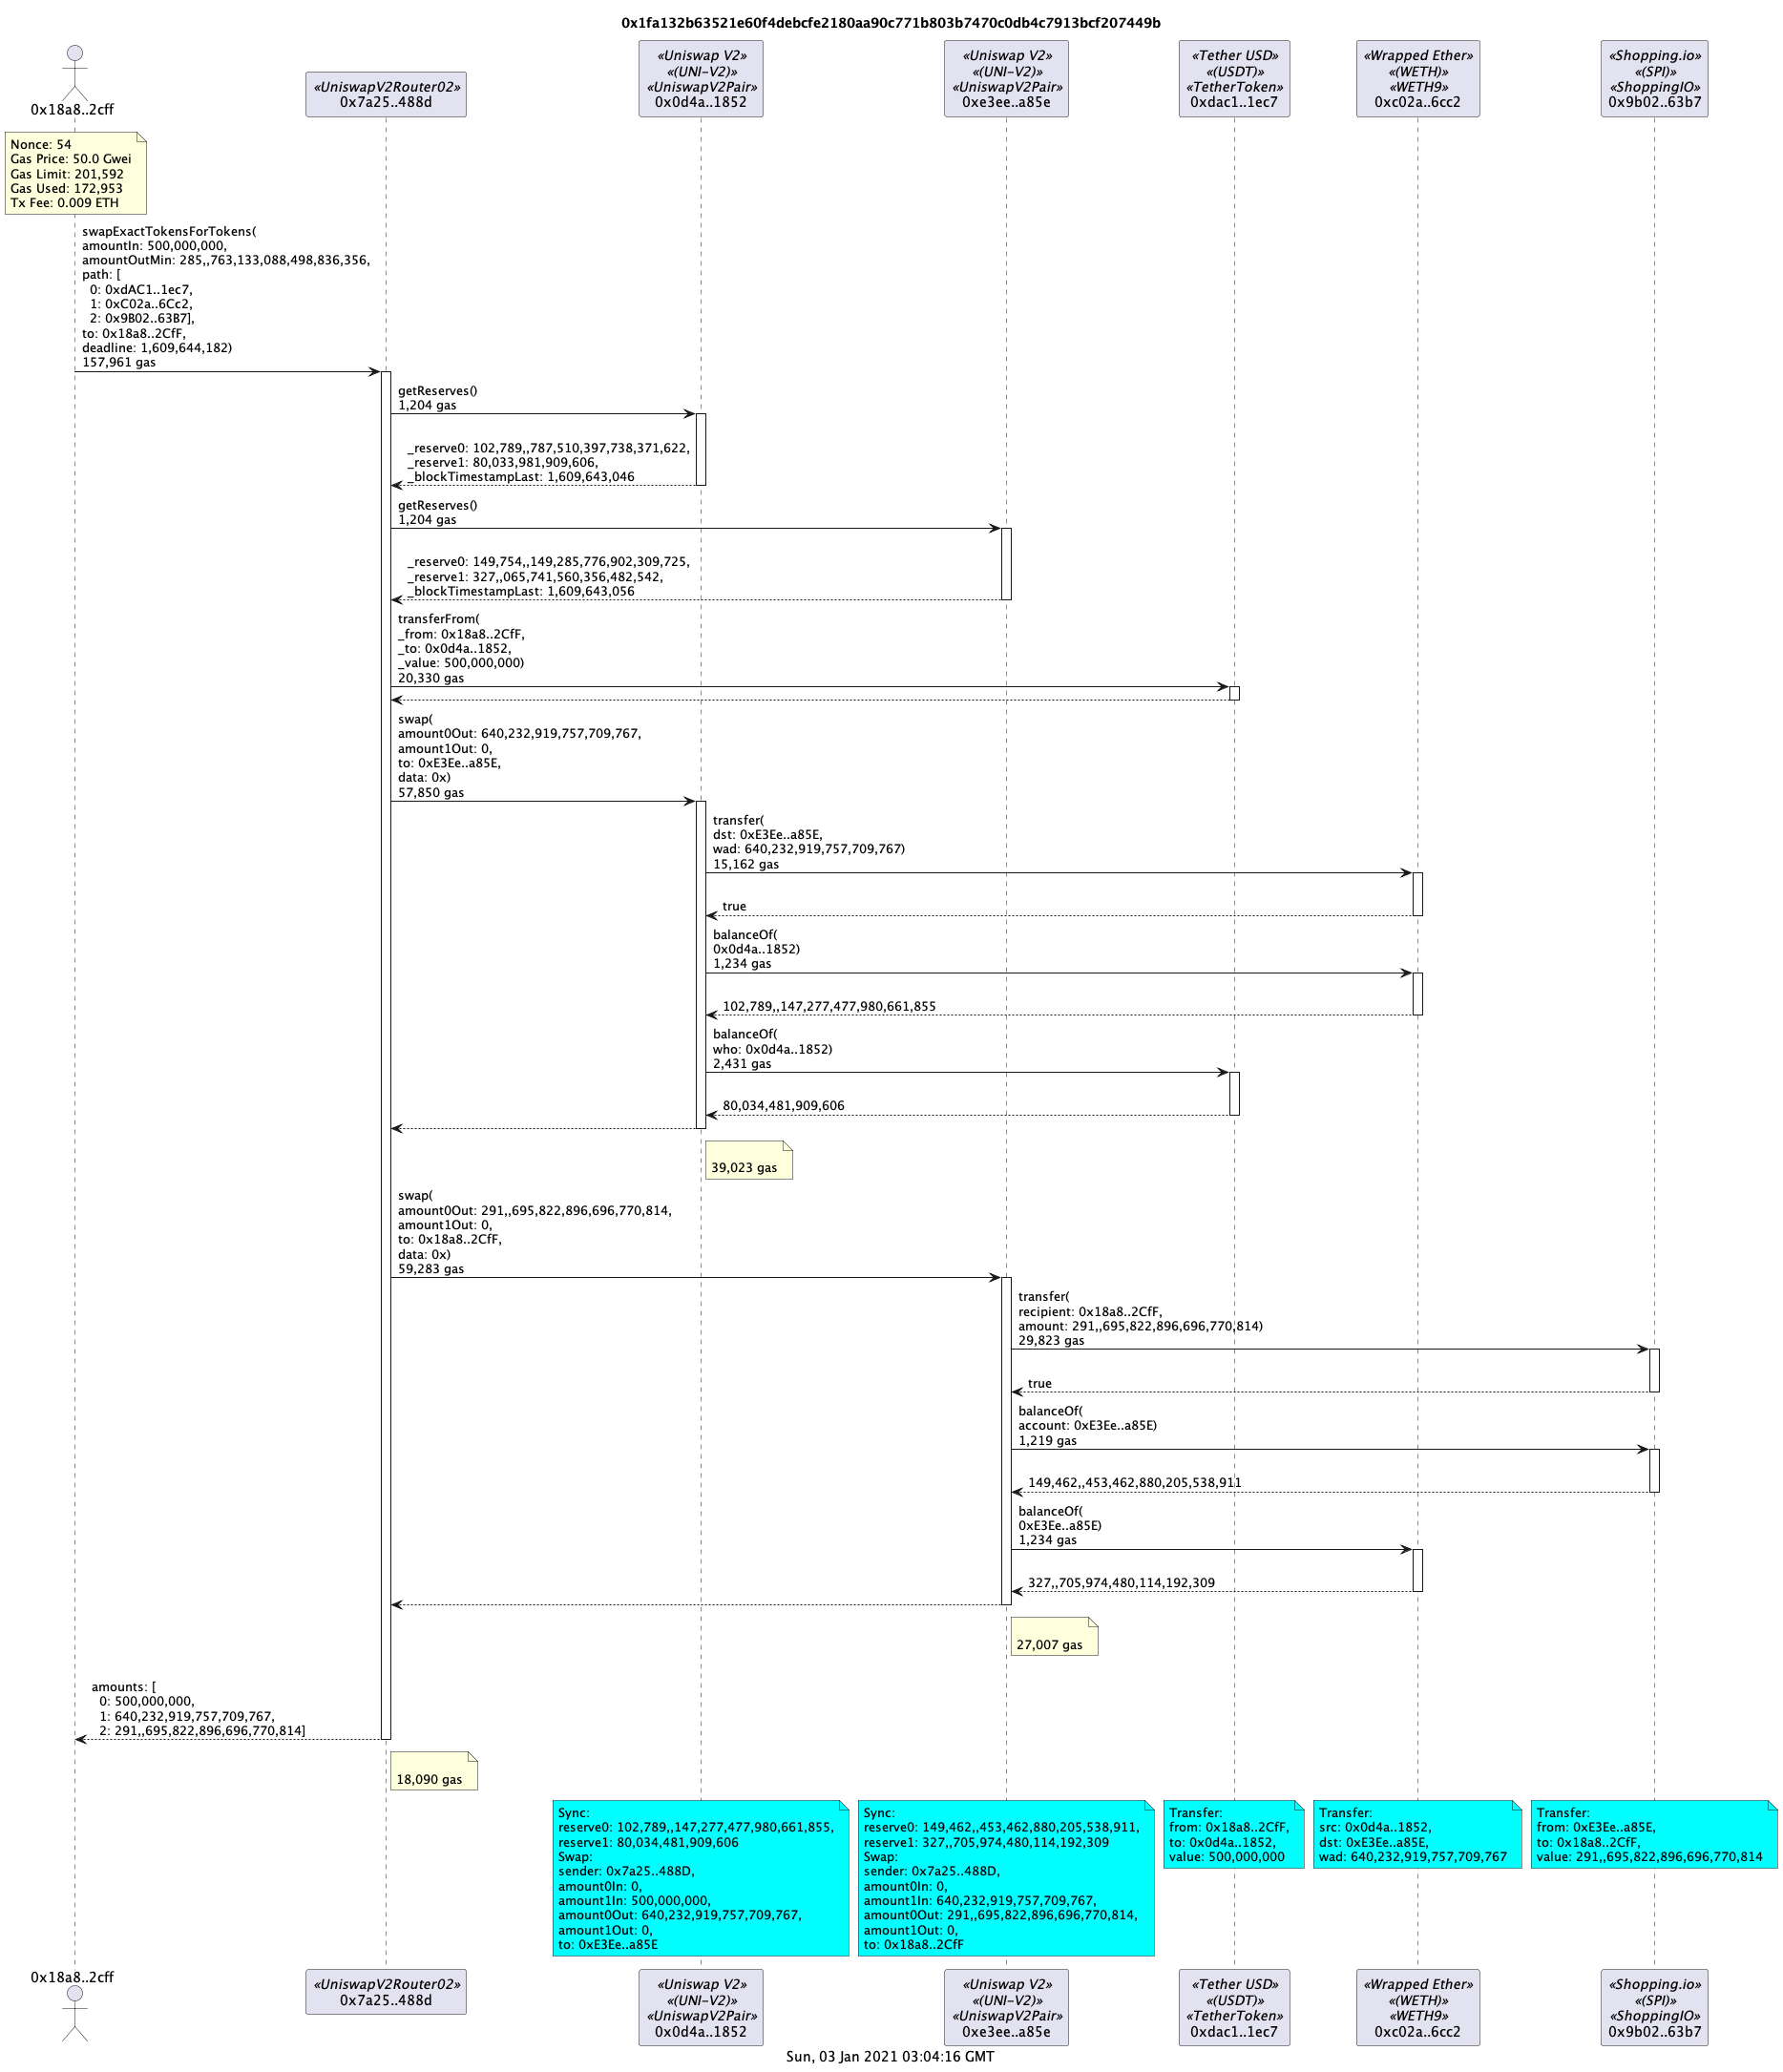 0x1fa132b63521e60f4debcfe2180aa90c771b803b7470c0db4c7913bcf207449b
0x18a8..2cff
«UniswapV2Router02»
0x7a25..488d
«Uniswap V2»
«(UNI-V2)»
«UniswapV2Pair»
0x0d4a..1852
«Uniswap V2»
«(UNI-V2)»
«UniswapV2Pair»
0xe3ee..a85e
«Tether USD»
«(USDT)»
«TetherToken»
0xdac1..1ec7
«Wrapped Ether»
«(WETH)»
«WETH9»
0xc02a..6cc2
«Shopping.io»
«(SPI)»
«ShoppingIO»
0x9b02..63b7
Nonce: 54
Gas Price: 50.0 Gwei
Gas Limit: 201,592
Gas Used: 172,953
Tx Fee: 0.009 ETH
swapExactTokensForTokens(
amountIn: 500,000,000,
amountOutMin: 285,,763,133,088,498,836,356,
path: [
0: 0xdAC1..1ec7,
1: 0xC02a..6Cc2,
2: 0x9B02..63B7],
to: 0x18a8..2CfF,
deadline: 1,609,644,182)
157,961 gas
getReserves()
1,204 gas
_reserve0: 102,789,,787,510,397,738,371,622,
_reserve1: 80,033,981,909,606,
_blockTimestampLast: 1,609,643,046
getReserves()
1,204 gas
_reserve0: 149,754,,149,285,776,902,309,725,
_reserve1: 327,,065,741,560,356,482,542,
_blockTimestampLast: 1,609,643,056
transferFrom(
_from: 0x18a8..2CfF,
_to: 0x0d4a..1852,
_value: 500,000,000)
20,330 gas
swap(
amount0Out: 640,232,919,757,709,767,
amount1Out: 0,
to: 0xE3Ee..a85E,
data: 0x)
57,850 gas
transfer(
dst: 0xE3Ee..a85E,
wad: 640,232,919,757,709,767)
15,162 gas
true
balanceOf(
0x0d4a..1852)
1,234 gas
102,789,,147,277,477,980,661,855
balanceOf(
who: 0x0d4a..1852)
2,431 gas
80,034,481,909,606
39,023 gas
swap(
amount0Out: 291,,695,822,896,696,770,814,
amount1Out: 0,
to: 0x18a8..2CfF,
data: 0x)
59,283 gas
transfer(
recipient: 0x18a8..2CfF,
amount: 291,,695,822,896,696,770,814)
29,823 gas
true
balanceOf(
account: 0xE3Ee..a85E)
1,219 gas
149,462,,453,462,880,205,538,911
balanceOf(
0xE3Ee..a85E)
1,234 gas
327,,705,974,480,114,192,309
27,007 gas
amounts: [
0: 500,000,000,
1: 640,232,919,757,709,767,
2: 291,,695,822,896,696,770,814]
18,090 gas
Sync:
reserve0: 102,789,,147,277,477,980,661,855,
reserve1: 80,034,481,909,606
Swap:
sender: 0x7a25..488D,
amount0In: 0,
amount1In: 500,000,000,
amount0Out: 640,232,919,757,709,767,
amount1Out: 0,
to: 0xE3Ee..a85E
Sync:
reserve0: 149,462,,453,462,880,205,538,911,
reserve1: 327,,705,974,480,114,192,309
Swap:
sender: 0x7a25..488D,
amount0In: 0,
amount1In: 640,232,919,757,709,767,
amount0Out: 291,,695,822,896,696,770,814,
amount1Out: 0,
to: 0x18a8..2CfF
Transfer:
from: 0x18a8..2CfF,
to: 0x0d4a..1852,
value: 500,000,000
Transfer:
src: 0x0d4a..1852,
dst: 0xE3Ee..a85E,
wad: 640,232,919,757,709,767
Transfer:
from: 0xE3Ee..a85E,
to: 0x18a8..2CfF,
value: 291,,695,822,896,696,770,814
0x18a8..2cff
«UniswapV2Router02»
0x7a25..488d
«Uniswap V2»
«(UNI-V2)»
«UniswapV2Pair»
0x0d4a..1852
«Uniswap V2»
«(UNI-V2)»
«UniswapV2Pair»
0xe3ee..a85e
«Tether USD»
«(USDT)»
«TetherToken»
0xdac1..1ec7
«Wrapped Ether»
«(WETH)»
«WETH9»
0xc02a..6cc2
«Shopping.io»
«(SPI)»
«ShoppingIO»
0x9b02..63b7
Sun, 03 Jan 2021 03:04:16 GMT